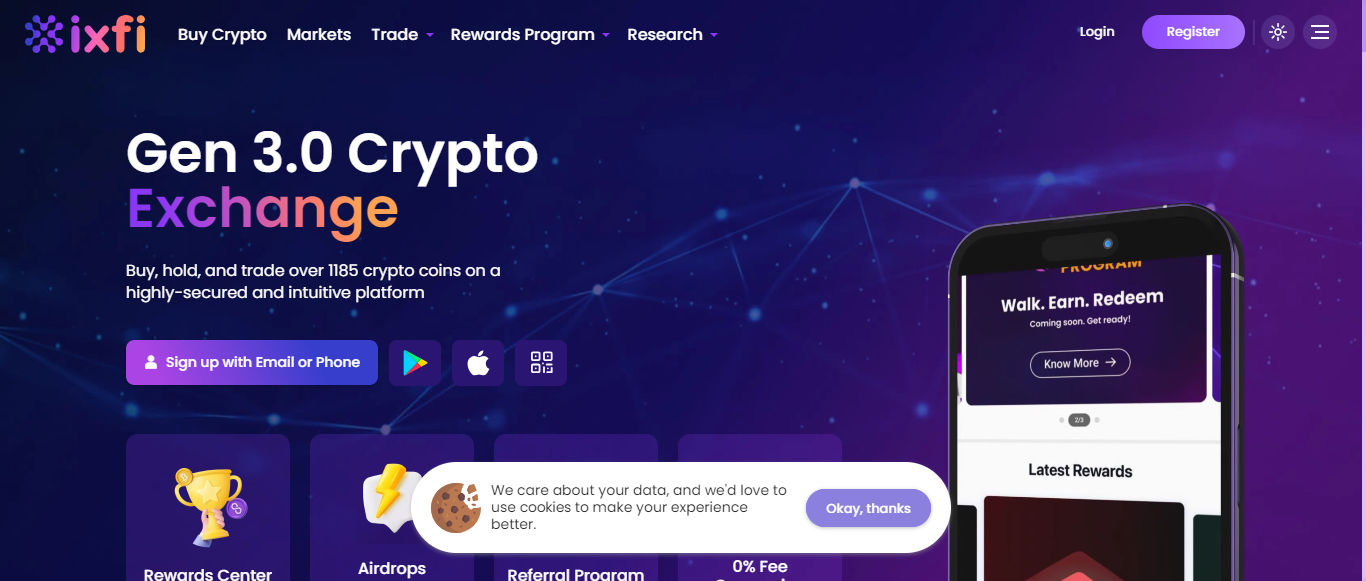 ixfi
Buy Crypto
Markets
Trade
Rewards Program
Research
Login
Register
Gen 3.0 Crypto
Exchange
Buy, hold, and trade over 1185 crypto coins on a
highly-secured and intuitive platform
Sign up with Email or Phone
PROGRAM
Walk. Earn. Redeem
Coming soon. Get ready!
Know More
2/3
Latest Rewards
Rewards Center
Airdrops
Referral Program
0% Fee
We care about your data, and we'd love to
use cookies to make your experience
better.
Okay, thanks